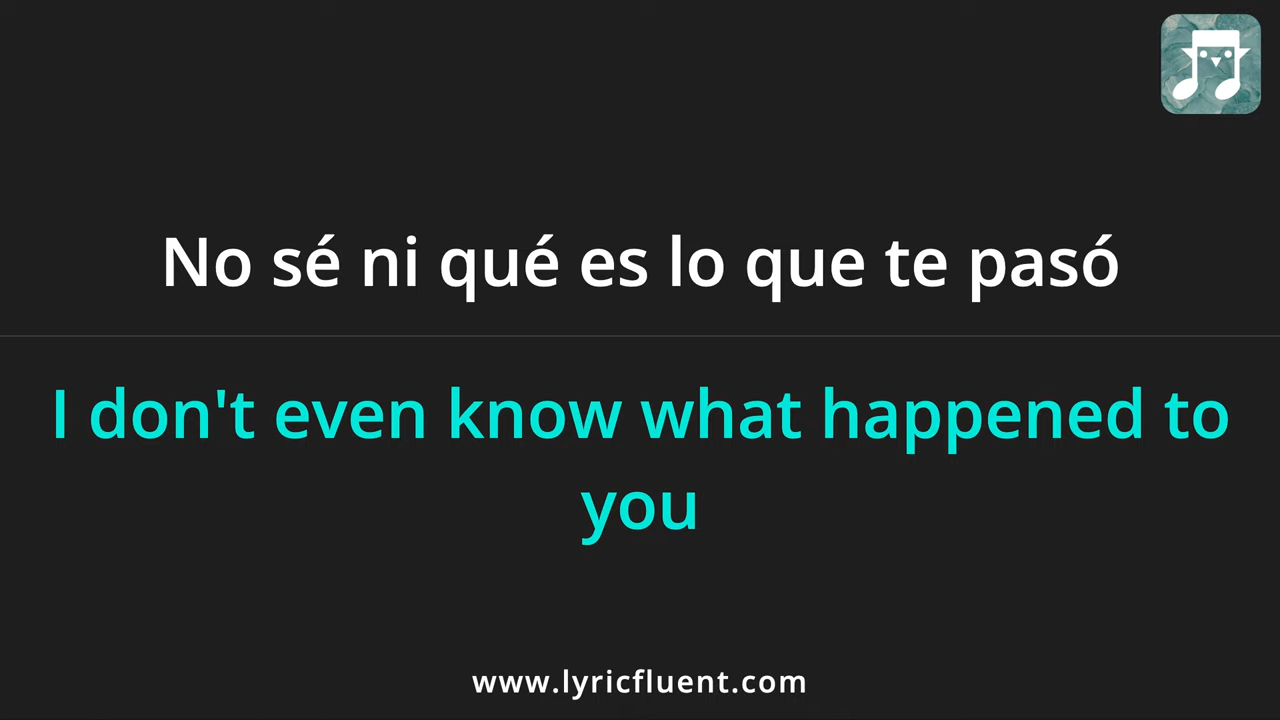 No sé ni qué es lo que te pasó
I don't even know what happened to
you
www.lyricfluent.com